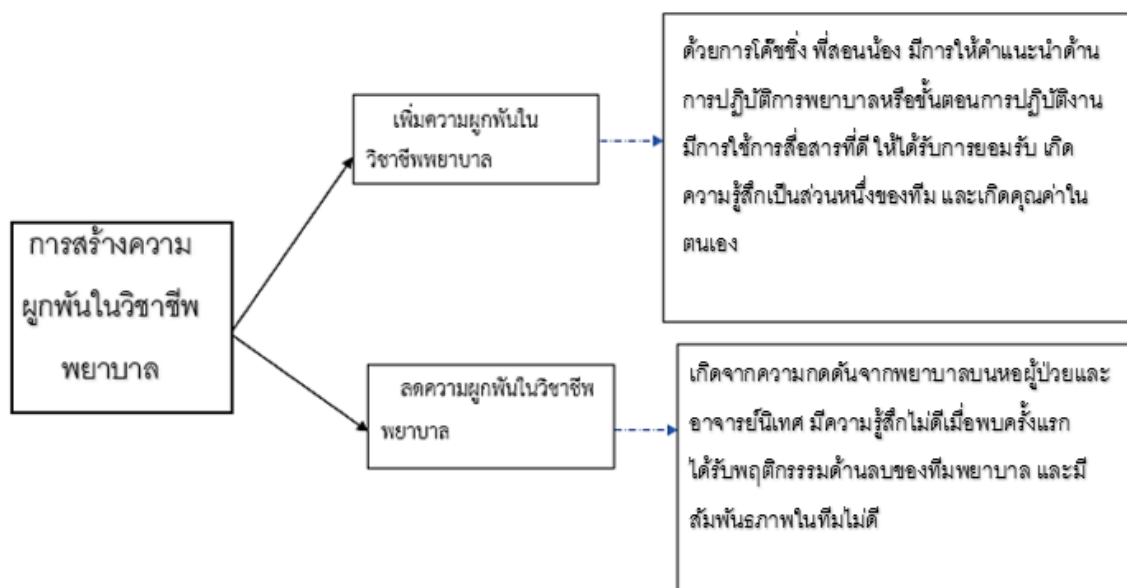 การสร้างความ
ผูกพันในวิชาชีพ
พยาบาล
เพิ่มความผูกพันใน
วิชาชีพพยาบาล
ด้วยการโค๊ชชิ่ง พี่สอนน้อง มีการให้คำแนะนำด้าน
การปฏิบัติการพยาบาลหรือขั้นตอนการปฏิบัติงาน
มีการใช้การสื่อสารที่ดี ให้ได้รับการยอมรับ เกิด
ความรู้สึกเป็นส่วนหนึ่งของทีม และเกิดคุณค่าใน
ตนเอง
ลดความผูกพันในวิชาชีพ
พยาบาล
เกิดจากความกดดันจากพยาบาลบนหอผู้ป่วยและ
อาจารย์นิเทศ มีความรู้สึกไม่ดีเมื่อพบครั้งแรก
ได้รับพฤติกรรรมด้านลบของทีมพยาบาล และมี
สัมพันธภาพในทีมไม่ดี